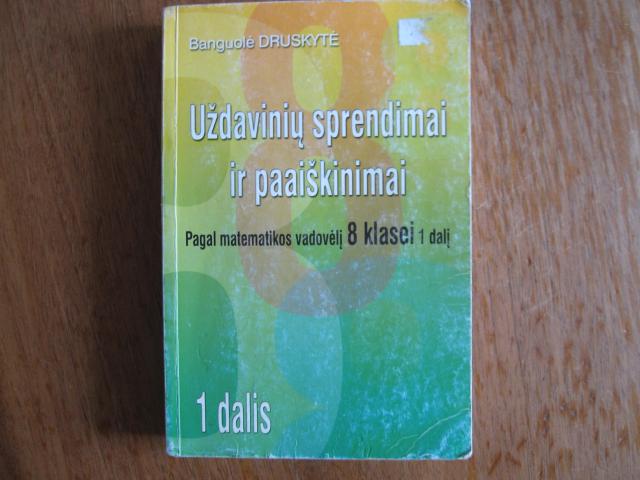 Banguolė DRUSKYTĖ
Uždavinių sprendimai
ir paaiškinimai
Pagal matematikos vadovėlį 8 klasei 1 dalį
1 dalis